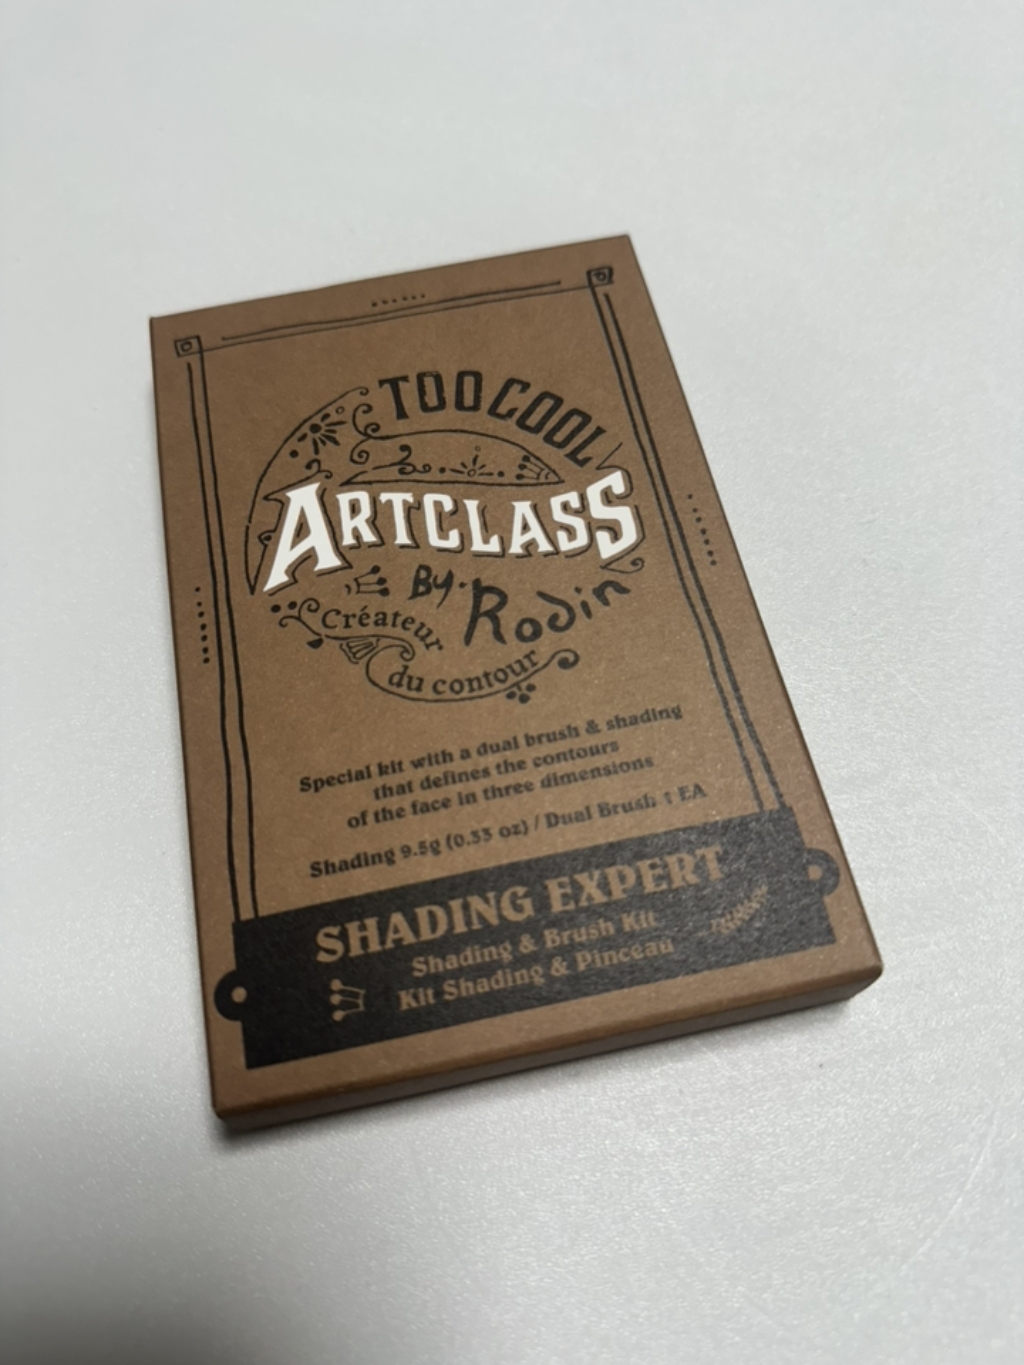 TOO COOL
ARTCLASS
By. Rodin
Créateur
du contour
Special kit with a dual brush & shading
that defines the contours
of the face in three dimensions
Shading 9.5g (0.33 oz) / Dual Brush 1 EA
SHADING EXPERT
Shading & Brush Kit
Kit Shading & Pinceau